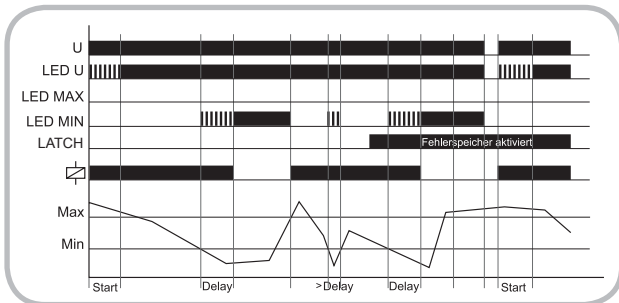 U
LED U
LED MAX
LED MIN
LATCH
Fehlerspeicher aktiviert
Max
Min
Start
Delay
>Delay
Delay
Start